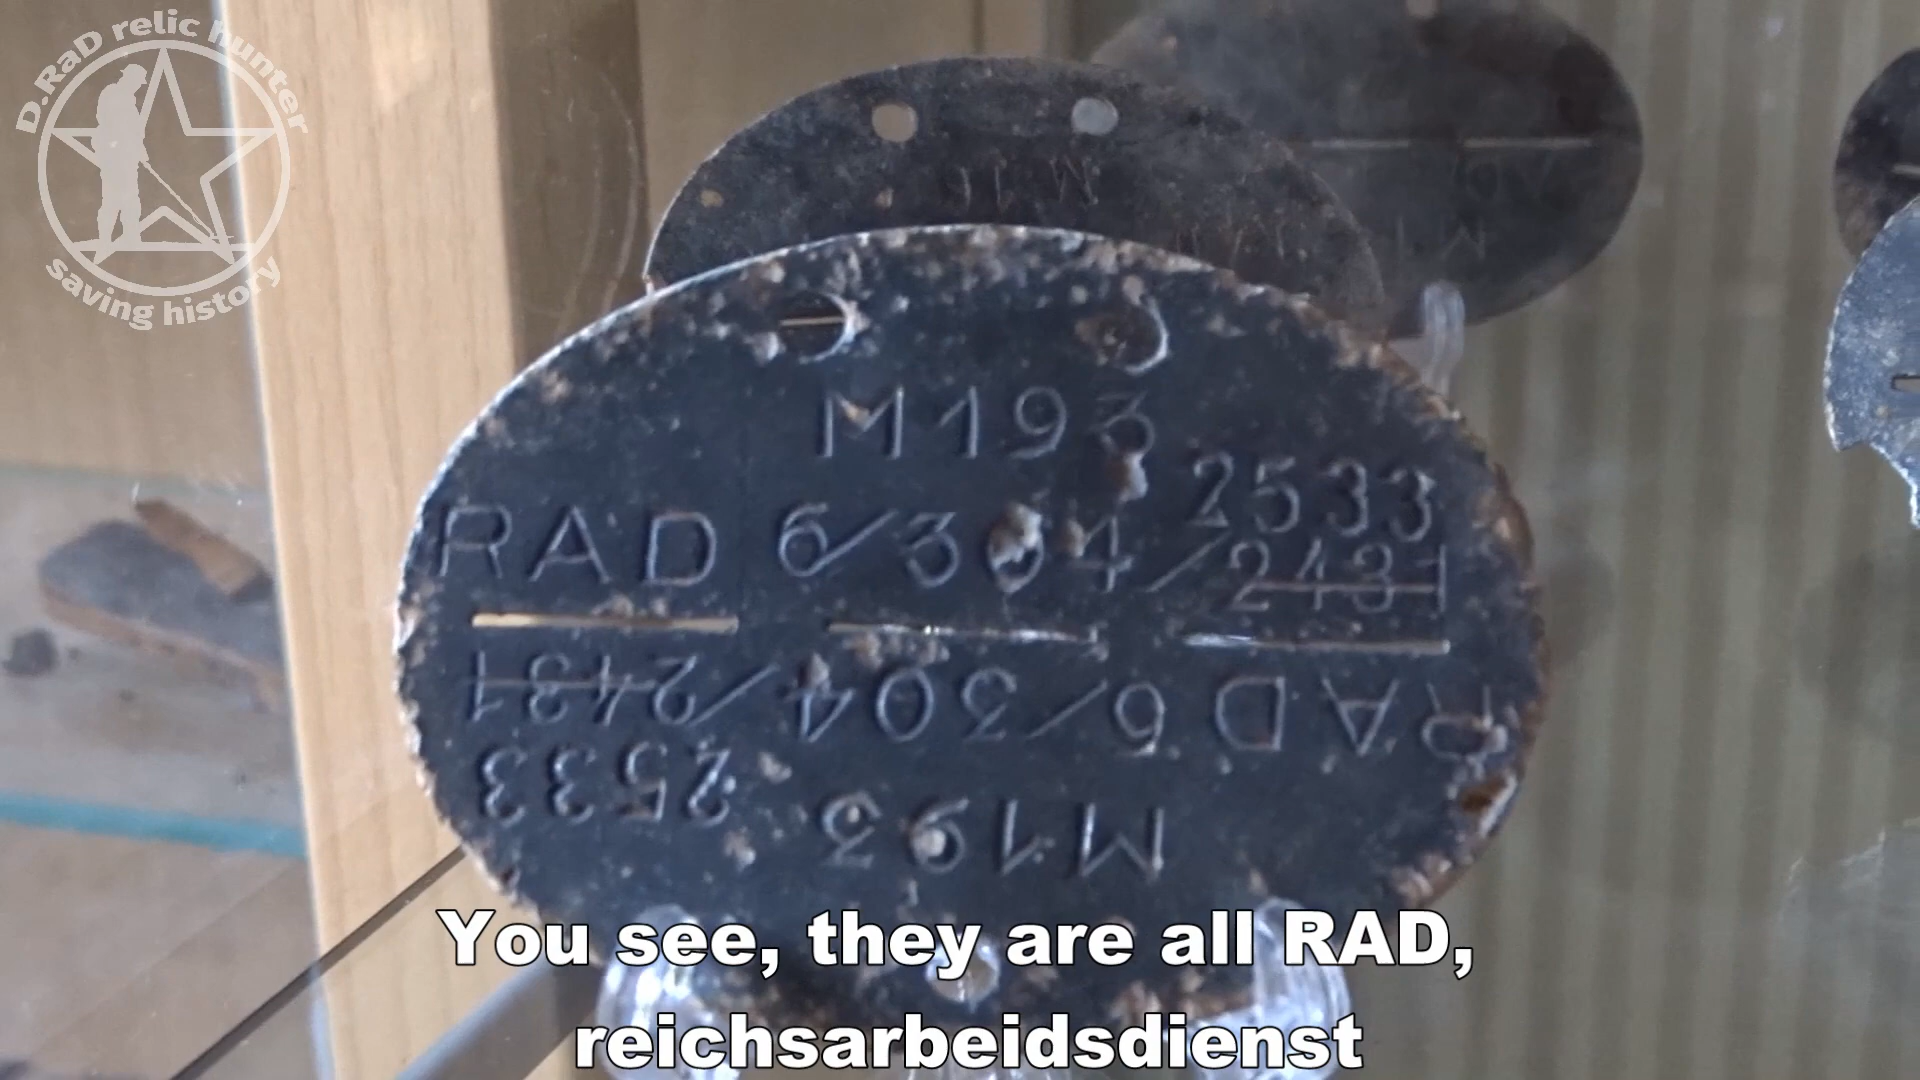 D.RaD relic hunter
saving history
M 16
M193
2533
RAD 6/304/2431
RAD 6/304/2431
2533
M193
You see, they are all RAD,
reichsarbeidsdienst